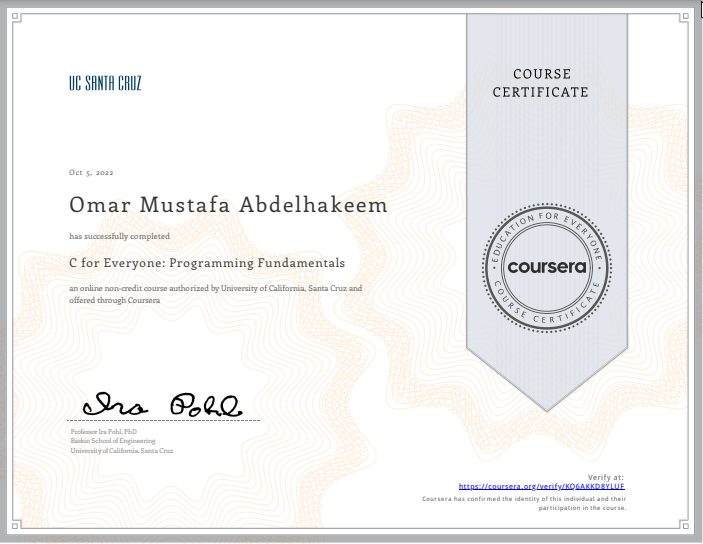 UC SANTA CRUZ
COURSE
CERTIFICATE
Oct 5, 2022
Omar Mustafa Abdelhakeem
has successfully completed
C for Everyone: Programming Fundamentals
an online non-credit course authorized by University of California, Santa Cruz and
offered through Coursera
EDUCATION FOR EVERYONE
coursera
COURSE CERTIFICATE
Ira Pohl
Professor Ira Pohl, PhD
Baskin School of Engineering
University of California, Santa Cruz
Verify at:
https://coursera.org/verify/KQ6AKKD8YLUF
Coursera has confirmed the identity of this individual and their
participation in the course.